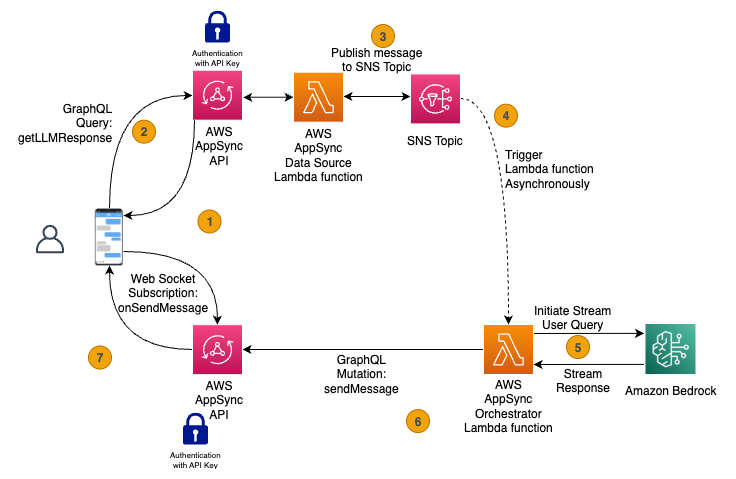 Authentication
with API Key
3
Publish message
to SNS Topic
GraphQL
Query:
getLLMResponse
2
AWS
AppSync
API
AWS
AppSync
Data Source
Lambda function
SNS Topic
4
Trigger
Lambda function
Asynchronously
1
Web Socket
Subscription:
onSendMessage
7
AWS
AppSync
API
Authentication
with API Key
GraphQL
Mutation:
sendMessage
6
AWS
AppSync
Orchestrator
Lambda function
Initiate Stream
User Query
5
Stream
Response
Amazon Bedrock